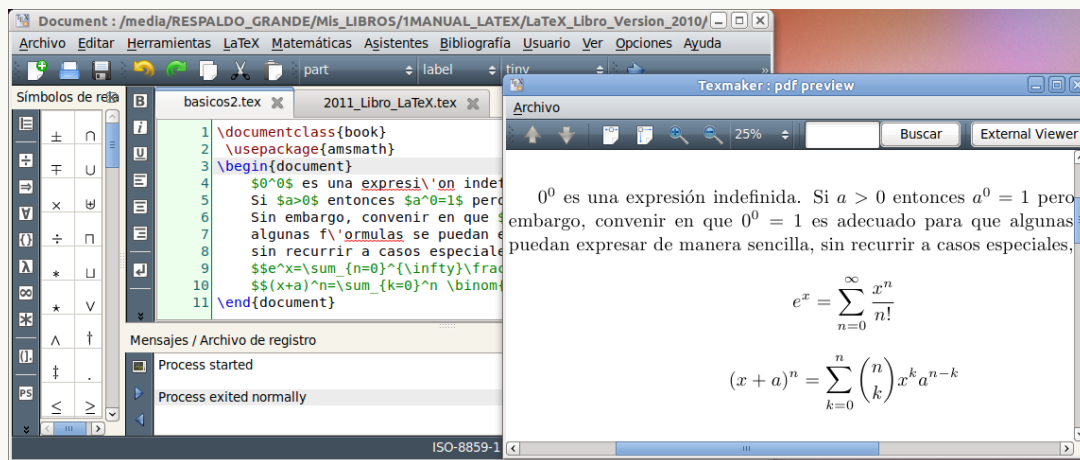 Document : /media/RESPALDO_GRANDE/Mis_LIBROS/1MANUAL_LATEX/LaTeX_Libro_Version_2010/
Archivo Editar Herramientas LaTeX Matemáticas Asistentes Bibliografía Usuario Ver Opciones Ayuda
part label tiny »
Símbolos de rela
basicos2.tex 2011_Libro_LaTeX.tex
1 \documentclass{book}
2 \usepackage{amsmath}
3 \begin{document}
4 $0^0$ es una expresi\'on indef
5 Si $a>0$ entonces $a^0=1$ perc
6 Sin embargo, convenir en que $
7 algunas f\'ormulas se puedan e
8 sin recurrir a casos especiale
9 $$e^x=\sum_{n=0}^{\infty}\frac
10 $$(x+a)^n=\sum_{k=0}^n \binom{
11 \end{document}
± ∩
∓ ∪
× ⊎
÷ ⊓
∗ ⊔
⋆ ∨
∧ †
‡ .
≤ ≥
B
i
U
{}
λ
∞
().
PS
Mensajes / Archivo de registro
Process started
Process exited normally
ISO-8859-1
Texmaker : pdf preview
Archivo
25% Buscar External Viewer
0⁰ es una expresión indefinida. Si a > 0 entonces a⁰ = 1 pero
embargo, convenir en que 0⁰ = 1 es adecuado para que algunas
puedan expresar de manera sencilla, sin recurrir a casos especiales,
e^x = ∑_{n=0}^{∞} x^n/n!
(x + a)^n = ∑_{k=0}^{n} (n k) x^k a^{n−k}